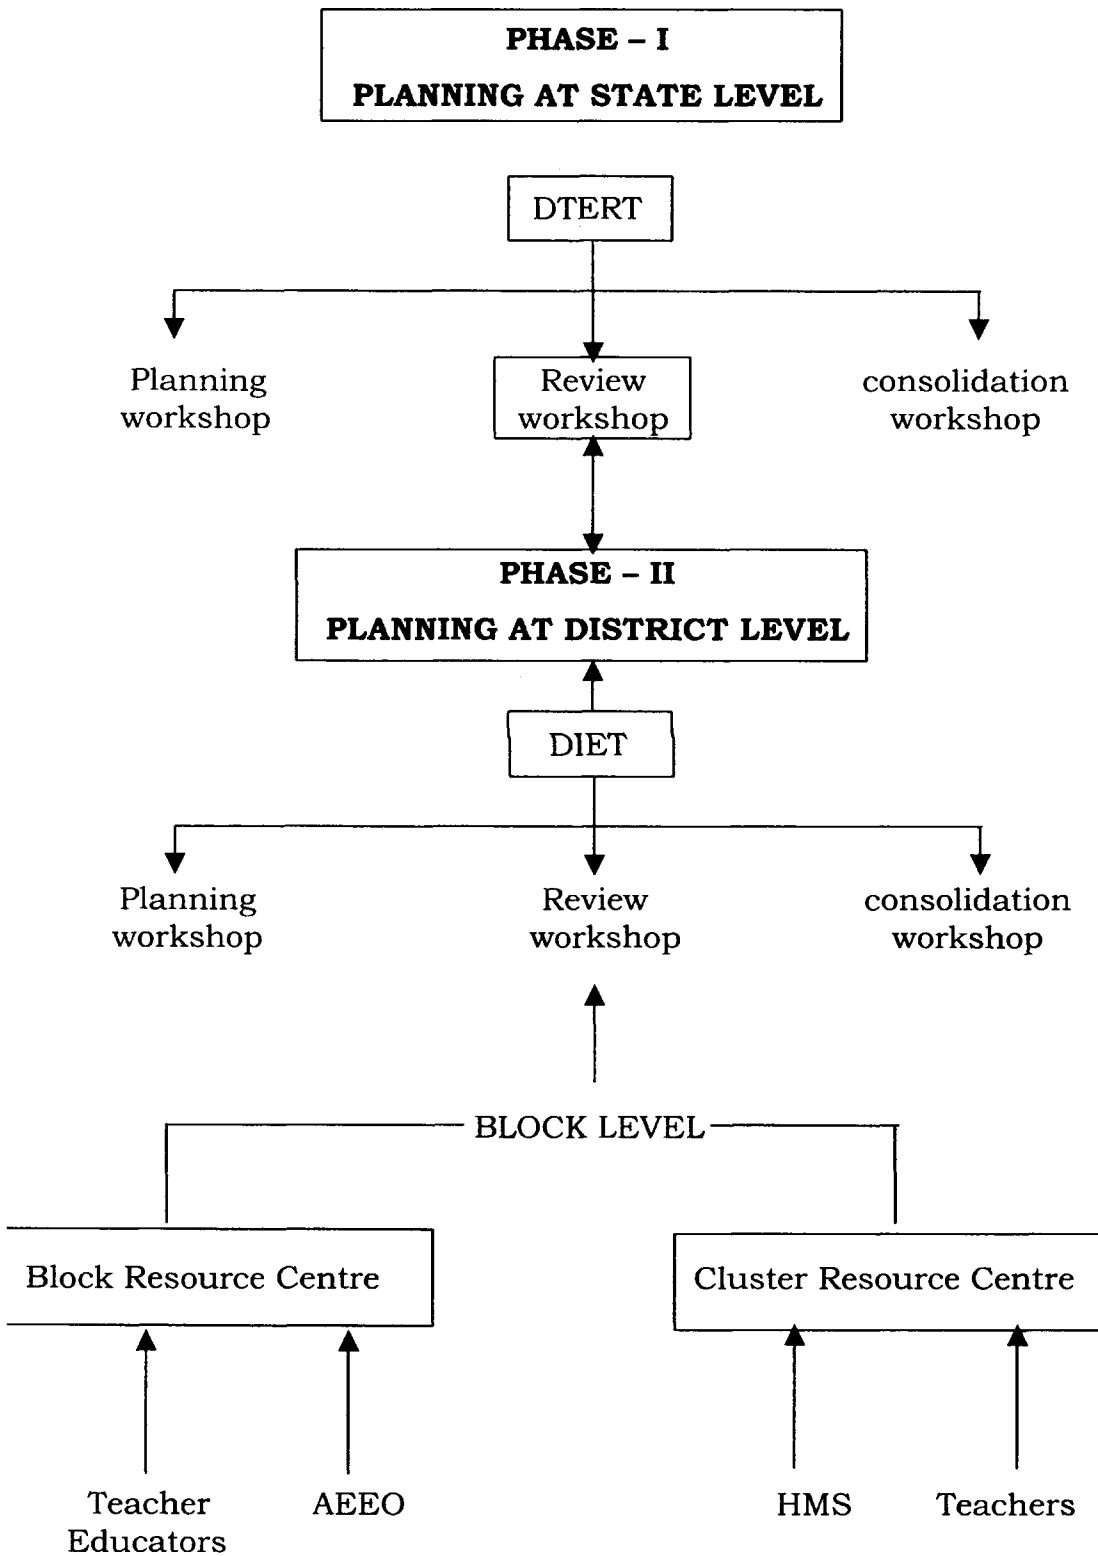 PHASE – I
PLANNING AT STATE LEVEL
DTERT
Planning
workshop
Review
workshop
consolidation
workshop
PHASE – II
PLANNING AT DISTRICT LEVEL
DIET
Planning
workshop
Review
workshop
consolidation
workshop
BLOCK LEVEL
Block Resource Centre
Cluster Resource Centre
Teacher
Educators
AEEO
HMS
Teachers